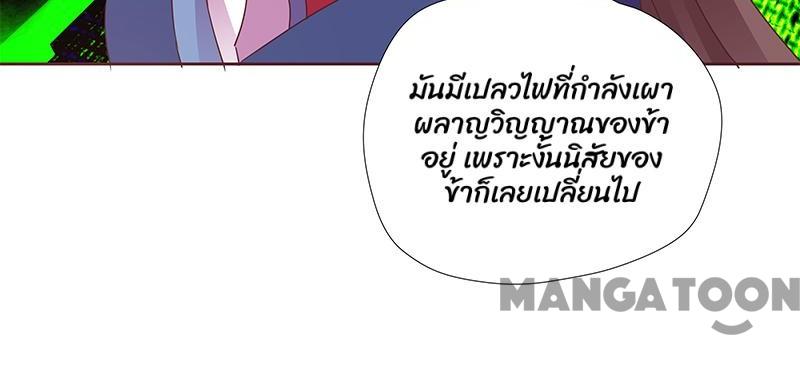 มันมีเปลวไฟที่กำลังเผา
ผลาญวิญญาณของข้า
อยู่ เพราะงั้นนิสัยของ
ข้าก็เลยเปลี่ยนไป
MANGATOON